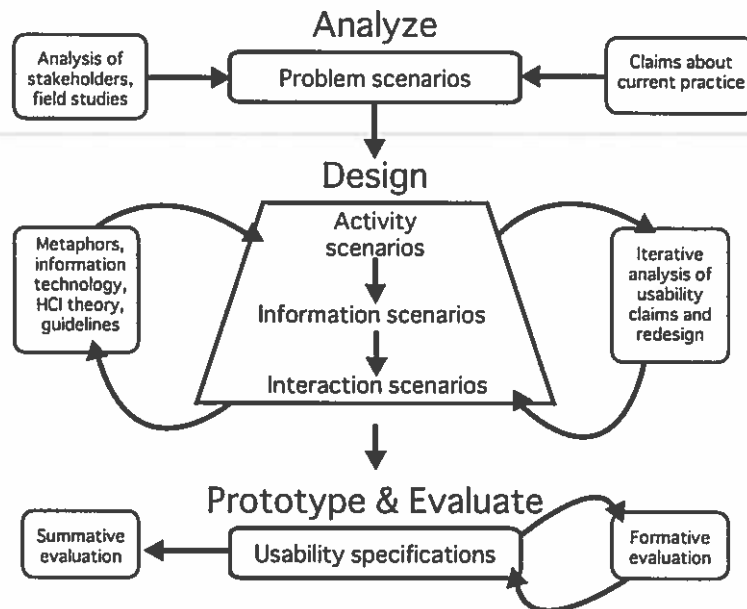 Analyze
Analysis of
stakeholders,
field studies
Problem scenarios
Claims about
current practice
Design
Metaphors,
information
technology,
HCI theory,
guidelines
Activity
scenarios
Information scenarios
Interaction scenarios
Iterative
analysis of
usability
claims and
redesign
Prototype & Evaluate
Summative
evaluation
Usability specifications
Formative
evaluation